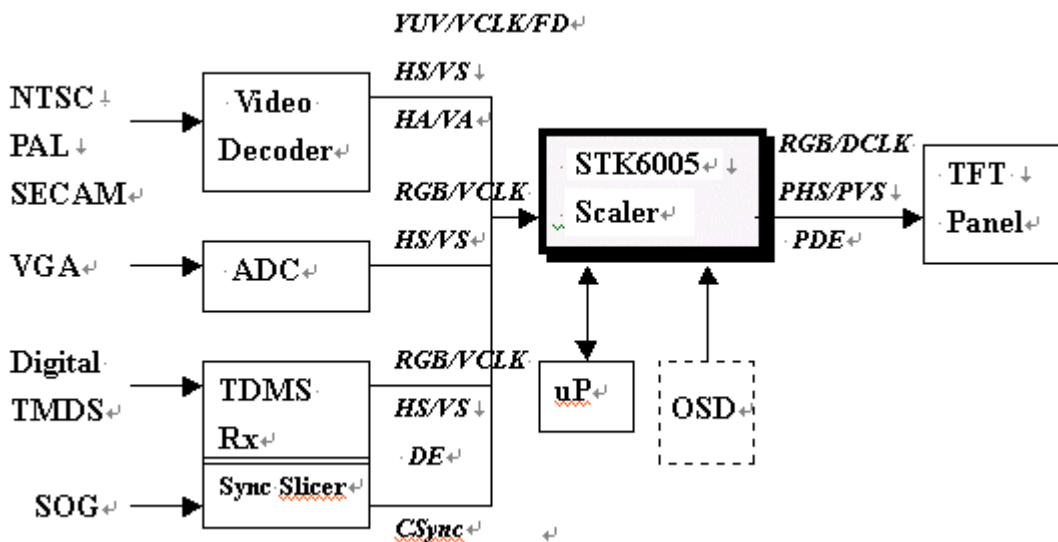 YUV/VCLK/FD
HS/VS
HA/VA
NTSC
PAL
SECAM
Video
Decoder
RGB/VCLK
HS/VS
VGA
ADC
STK6005
Scaler
RGB/DCLK
PHS/PVS
PDE
TFT
Panel
Digital
TMDS
TDMS
Rx
RGB/VCLK
HS/VS
DE
uP
OSD
SOG
Sync Slicer
CSync